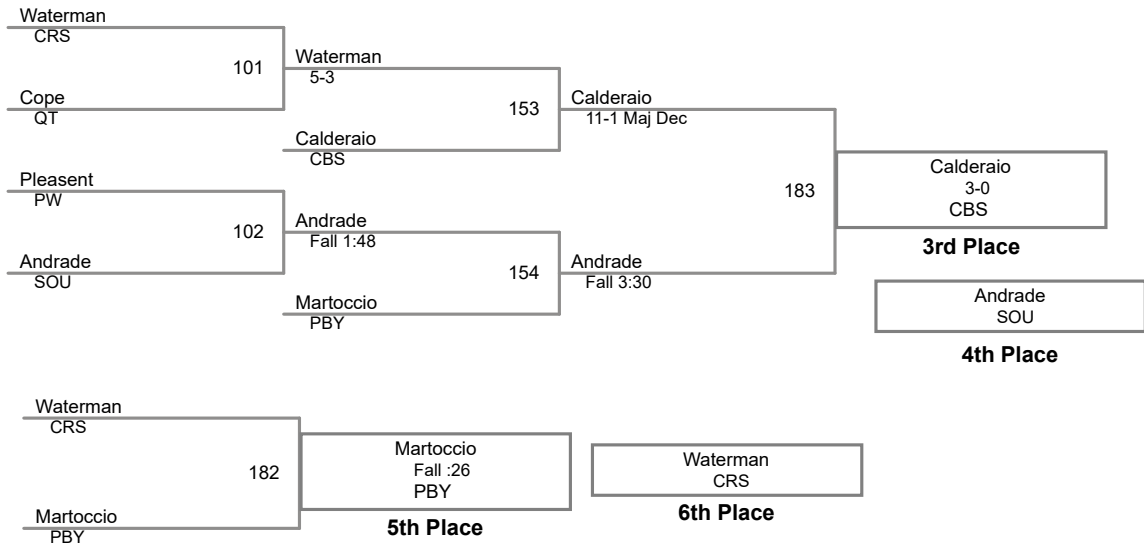 Waterman
CRS
101
Waterman
5-3
Cope
QT
153
Calderaio
11-1 Maj Dec
Calderaio
CBS
Pleasent
PW
183
Calderaio
3-0
CBS
3rd Place
102
Andrade
Fall 1:48
Andrade
SOU
154
Andrade
Fall 3:30
Martoccio
PBY
Andrade
SOU
4th Place
Waterman
CRS
182
Martoccio
Fall :26
PBY
5th Place
Waterman
CRS
6th Place
Martoccio
PBY